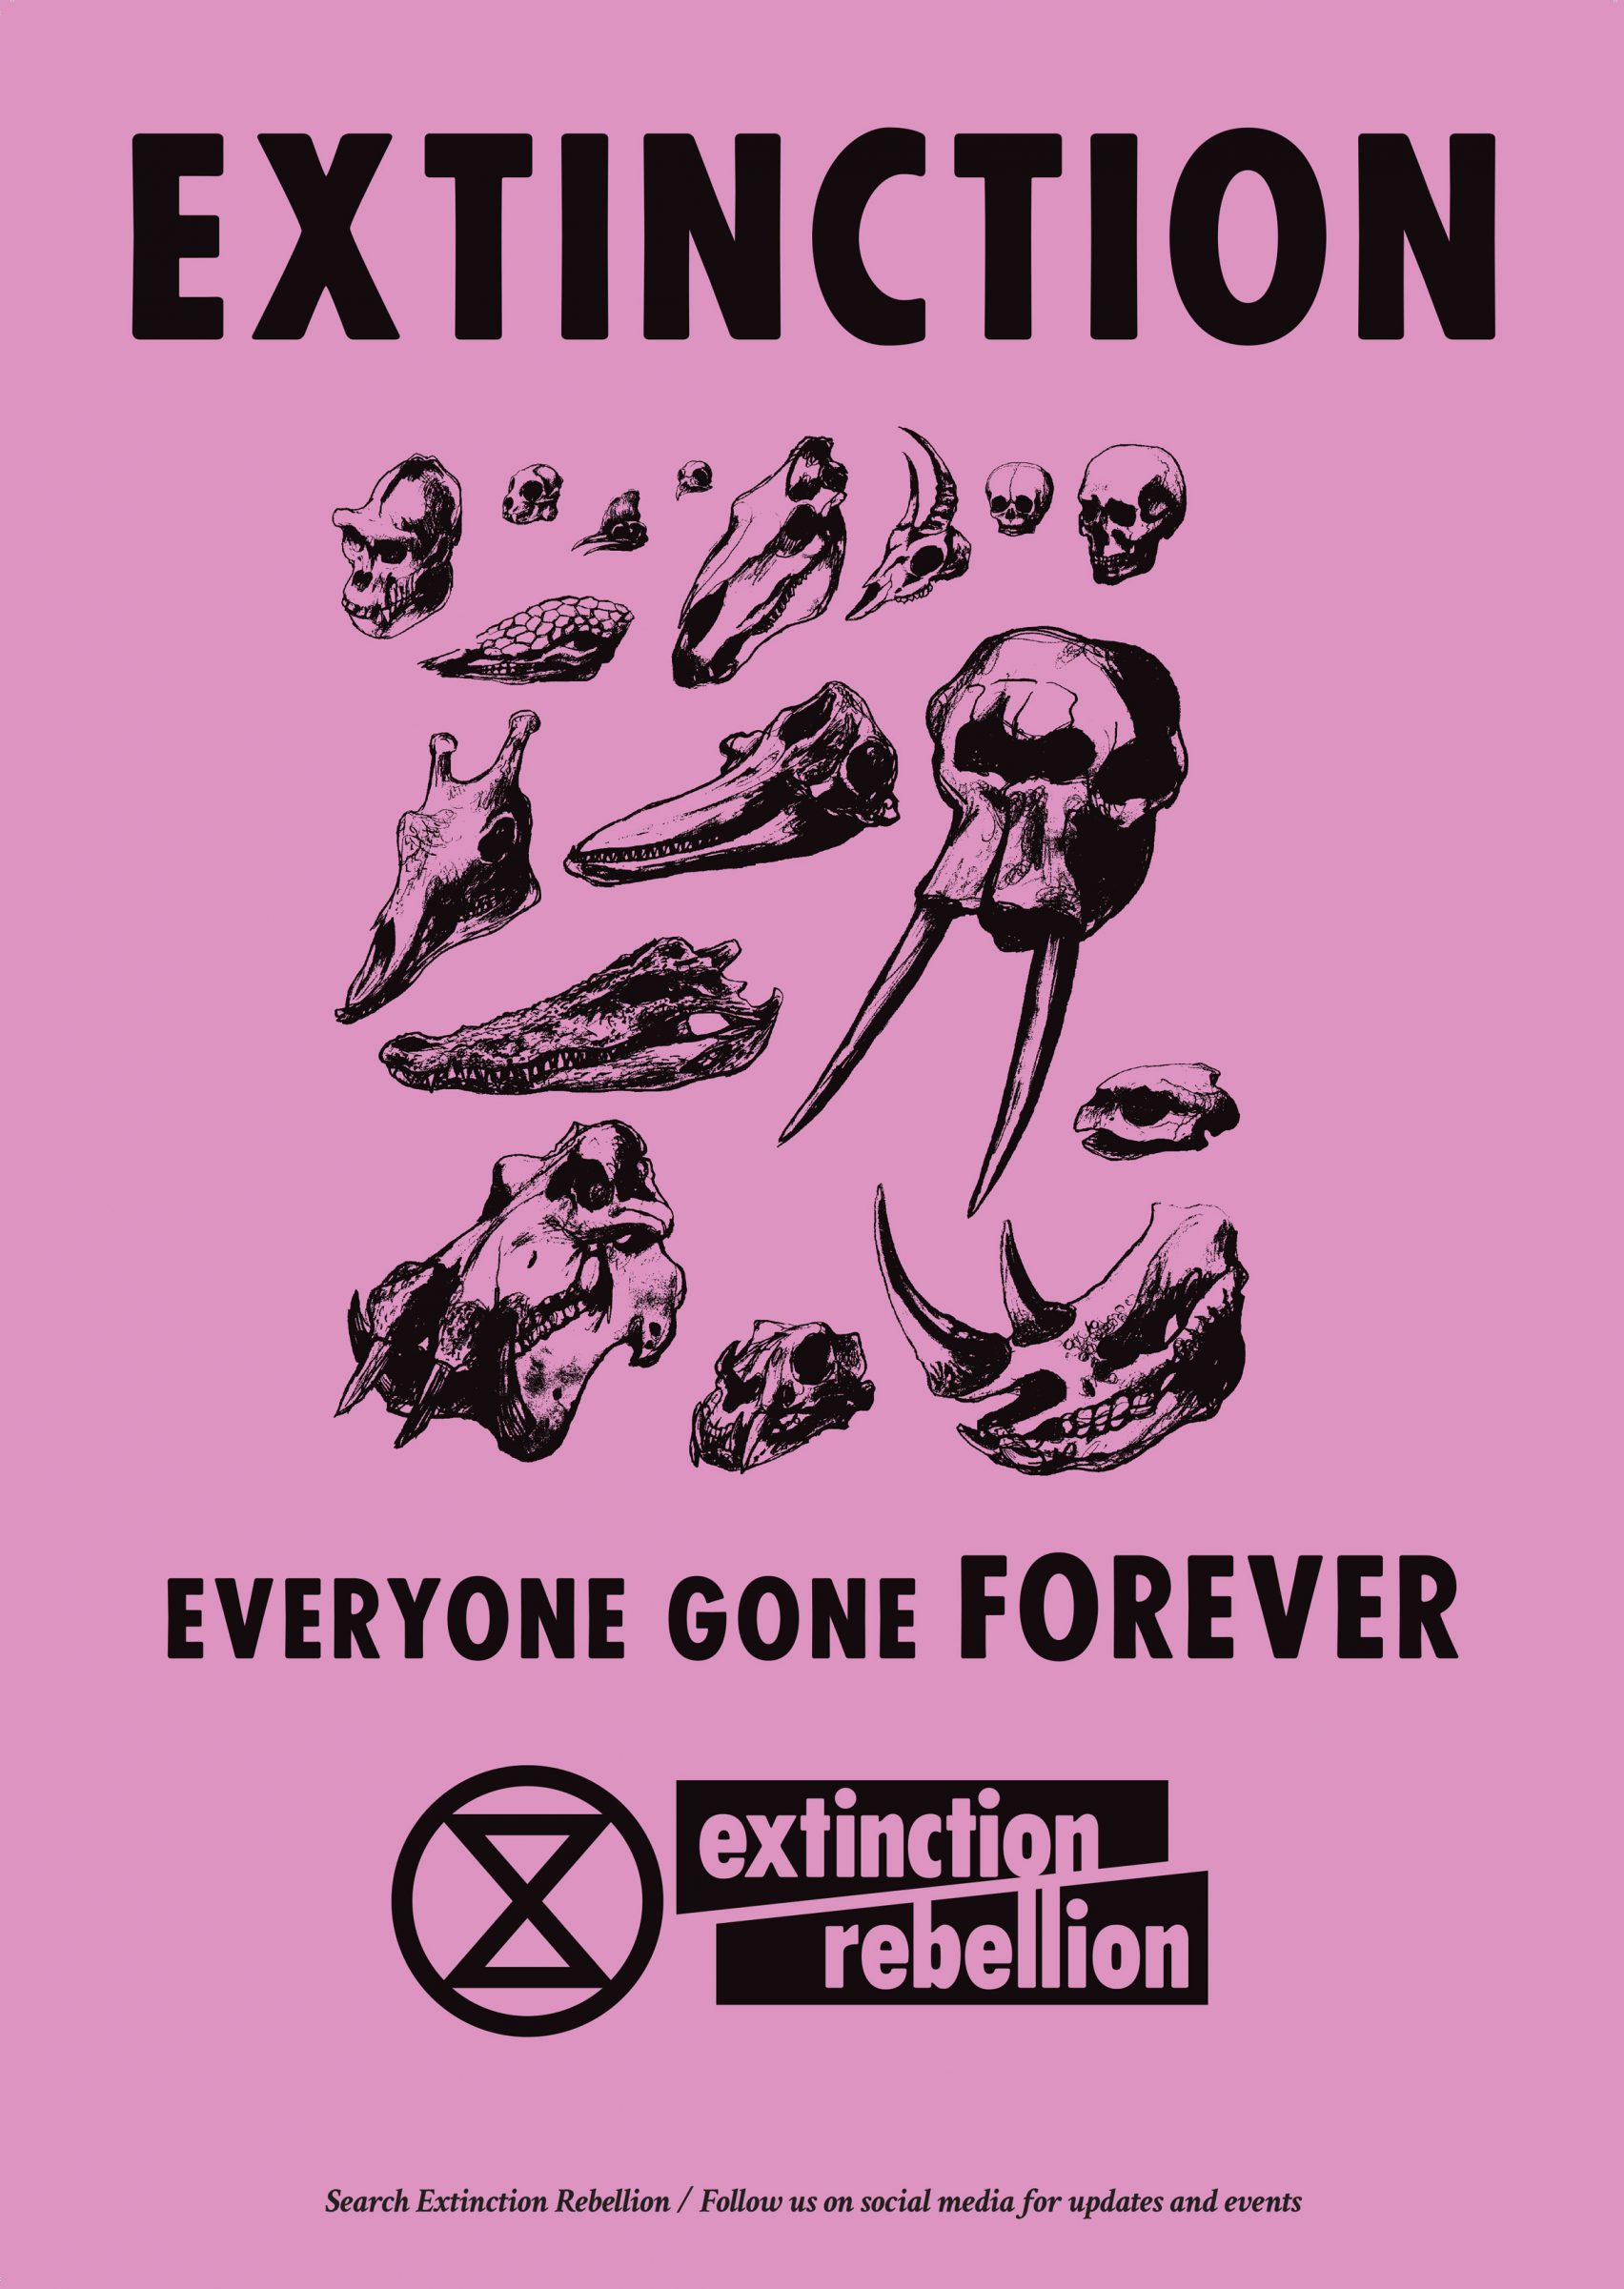 EXTINCTION
EVERYONE GONE FOREVER
extinction
rebellion
Search Extinction Rebellion / Follow us on social media for updates and events